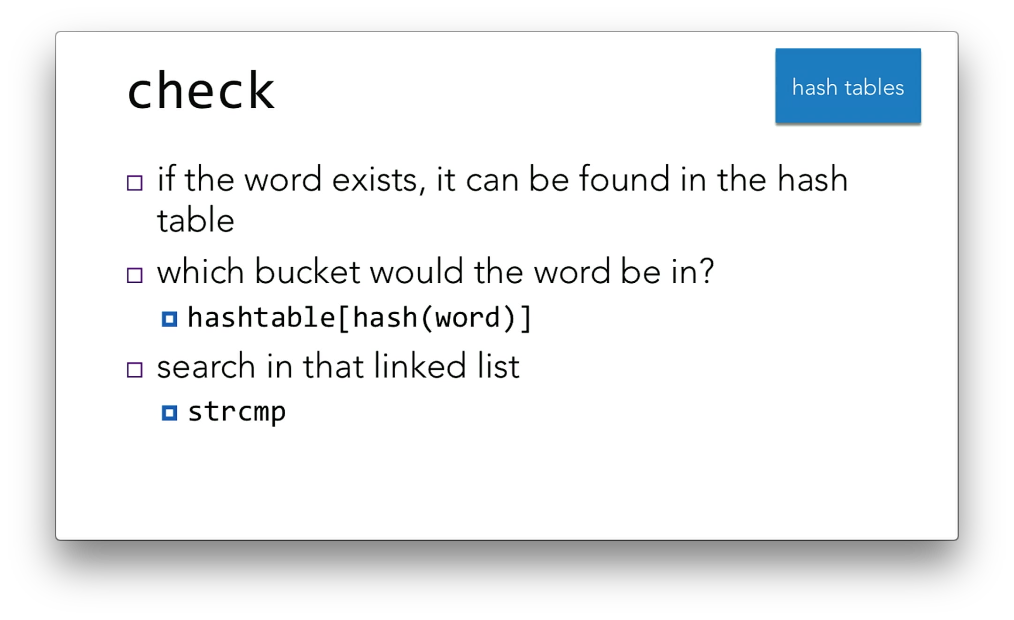 check
hash tables
if the word exists, it can be found in the hash
table
which bucket would the word be in?
hashtable[hash(word)]
search in that linked list
strcmp